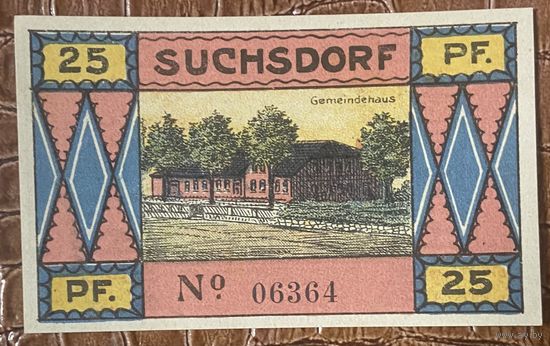 25 SUCHSDORF PF.
Gemeindehaus
PF. Nº 06364 25